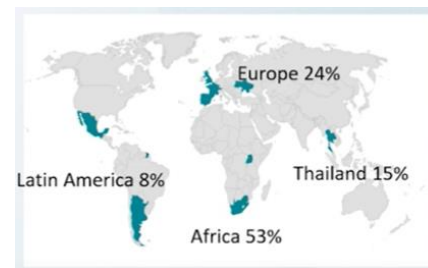 Europe 24%
Latin America 8%
Thailand 15%
Africa 53%